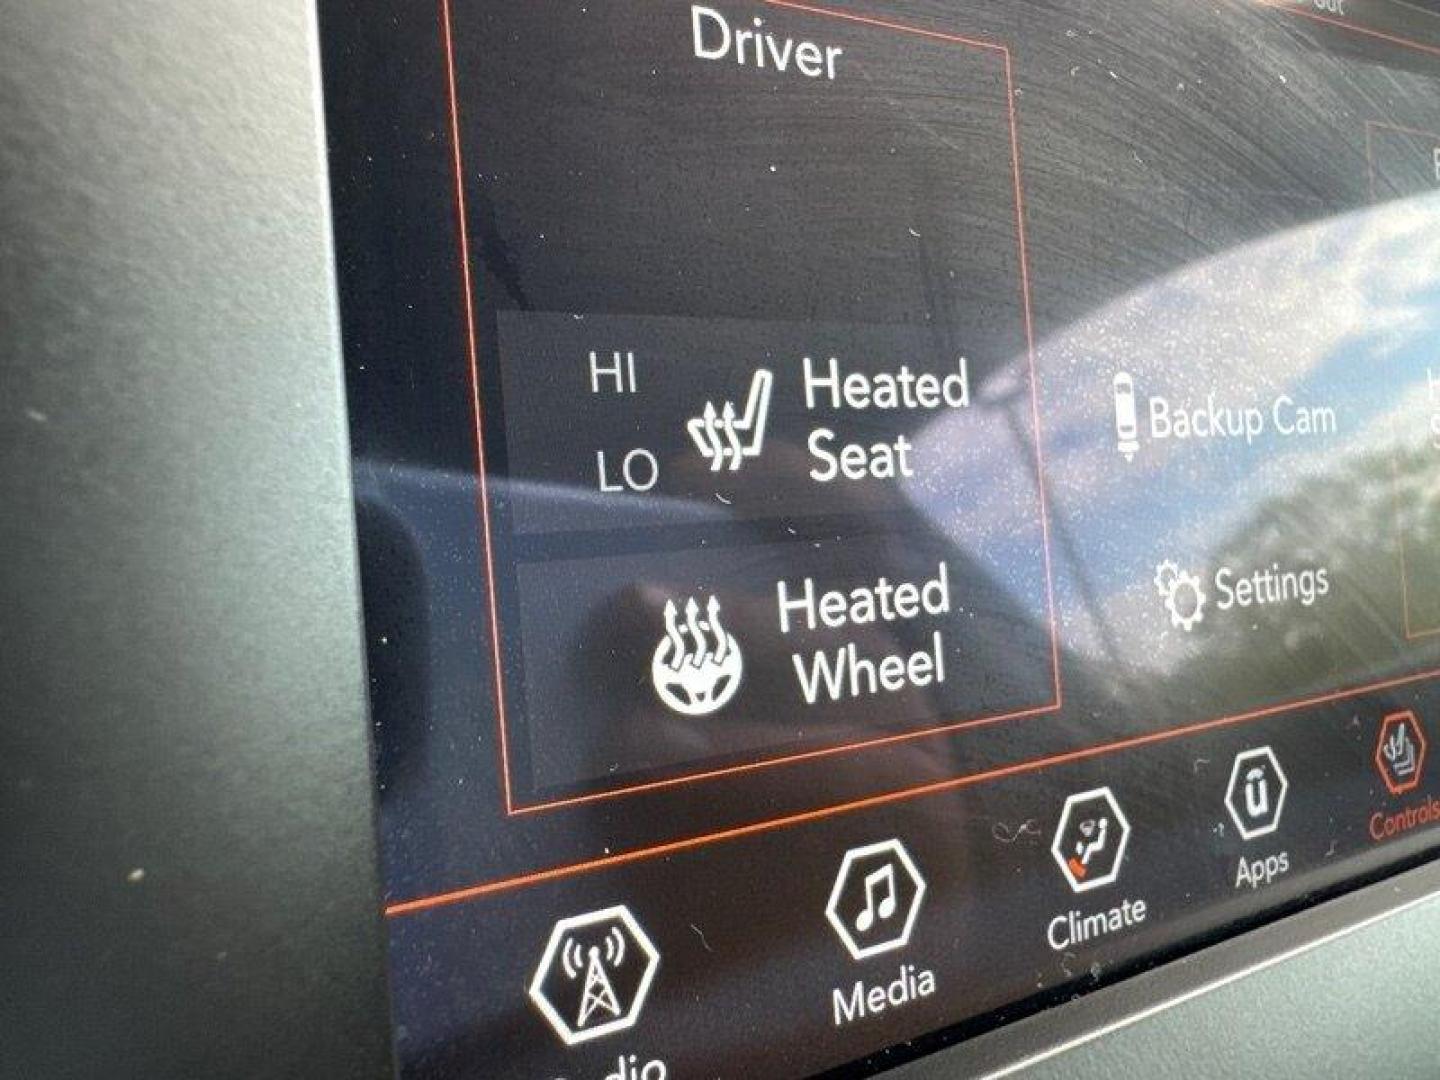 Driver
HI
LO
Heated
Seat
Backup Cam
Heated
Wheel
Settings
Media
Climate
Apps
Controls